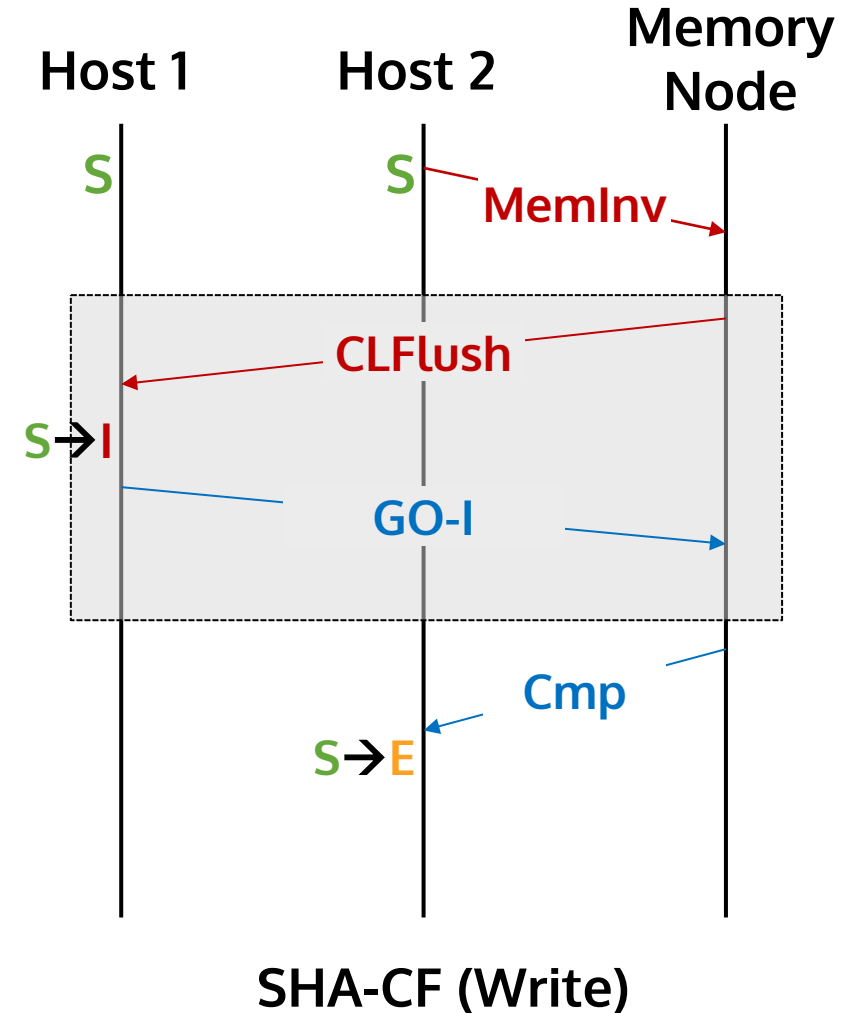 Host 1
Host 2
Memory
Node
S
S
MemInv
CLFlush
S→I
GO-I
Cmp
S→E
SHA-CF (Write)